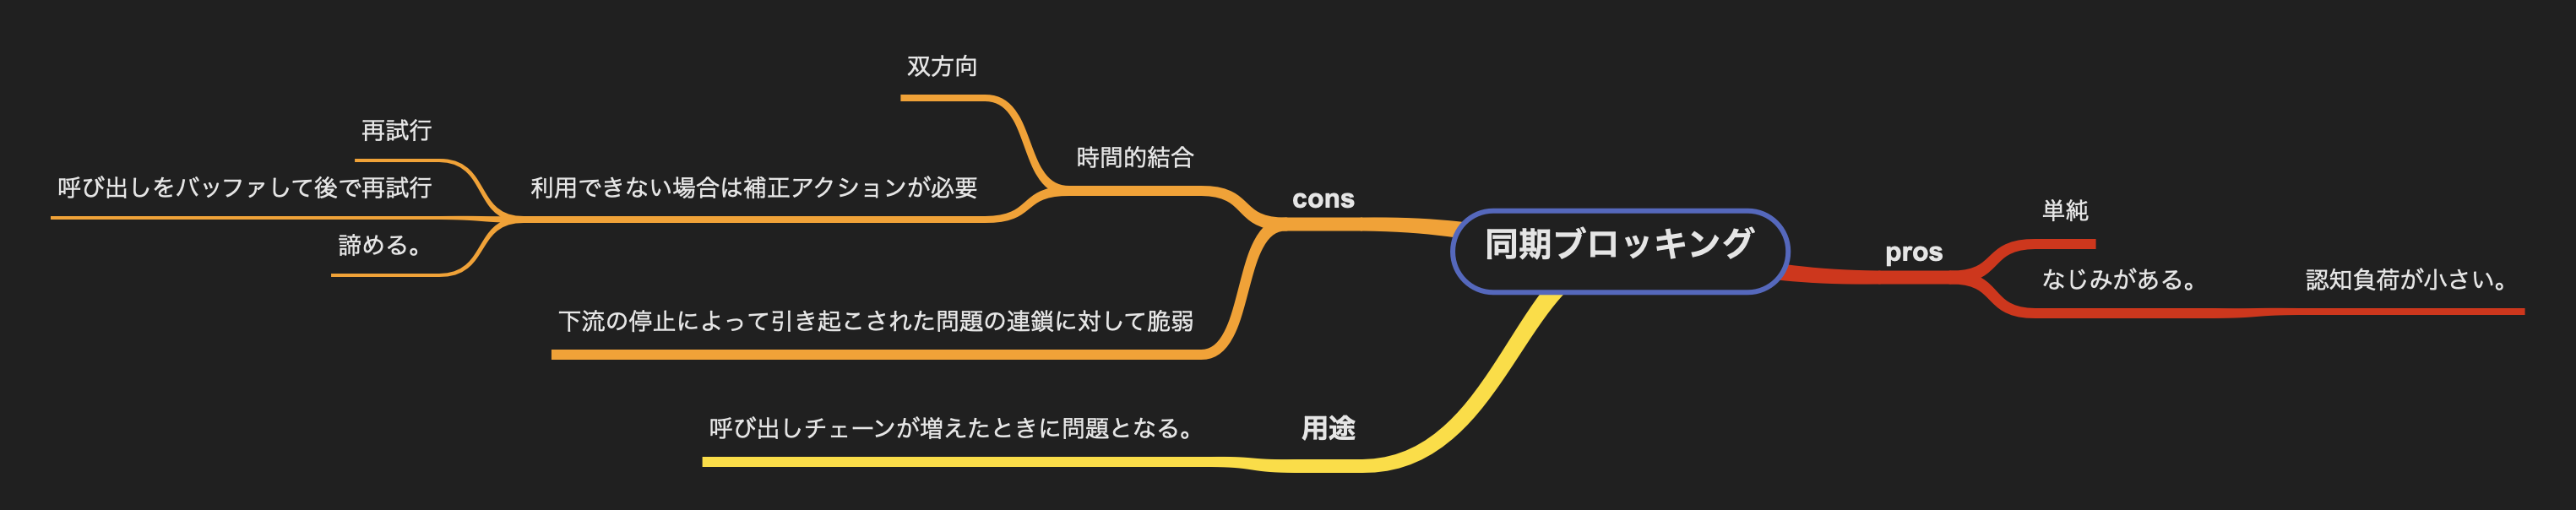 同期ブロッキング
pros
単純
なじみがある。
認知負荷が小さい。
cons
時間的結合
双方向
利用できない場合は補正アクションが必要
再試行
呼び出しをバッファして後で再試行
諦める。
下流の停止によって引き起こされた問題の連鎖に対して脆弱
用途
呼び出しチェーンが増えたときに問題となる。